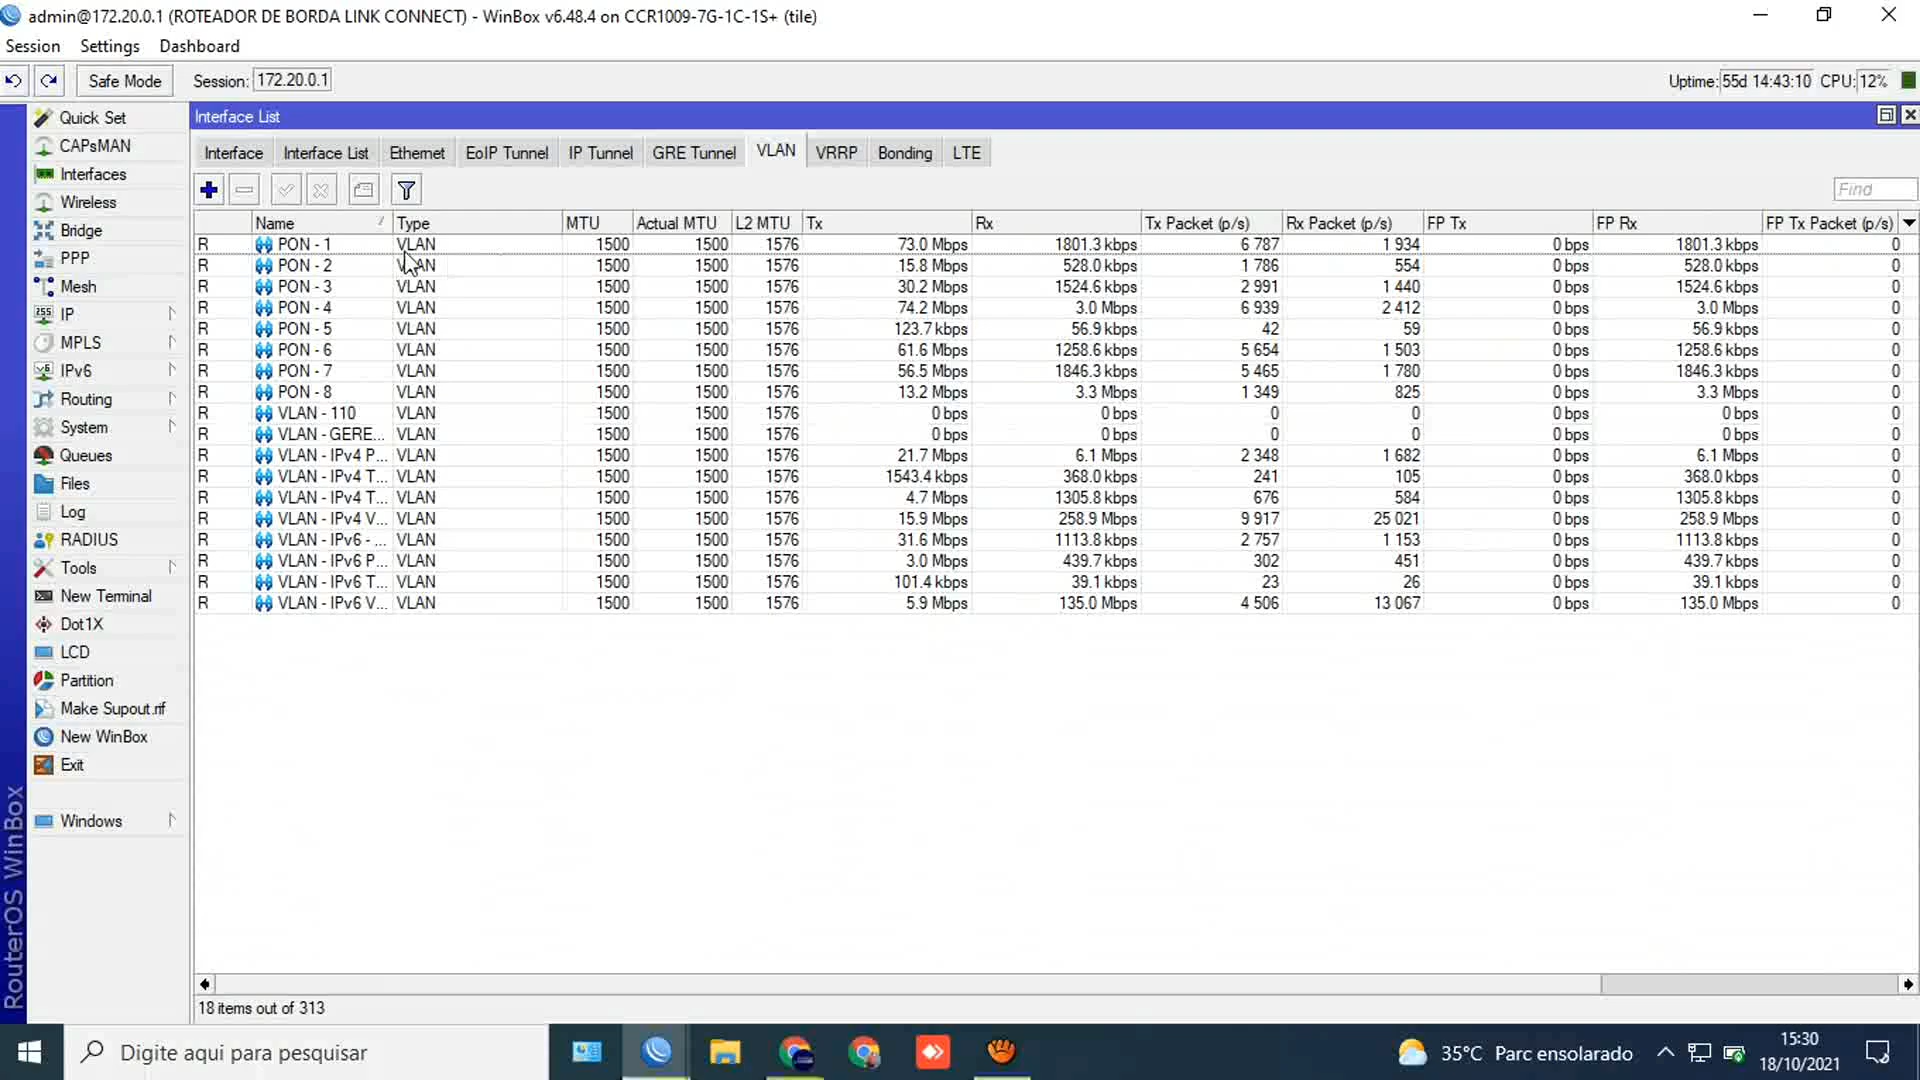 admin@172.20.0.1 (ROTEADOR DE BORDA LINK CONNECT) - WinBox v6.48.4 on CCR1009-7G-1C-1S+ (tile)
Session Settings Dashboard
Safe Mode Session: 172.20.0.1 Uptime: 55d 14:43:10 CPU: 12%
Quick Set
CAPsMAN
Interfaces
Wireless
Bridge
PPP
Mesh
IP
MPLS
IPv6
Routing
System
Queues
Files
Log
RADIUS
Tools
New Terminal
Dot1X
LCD
Partition
Make Supout.rif
New WinBox
Exit
Windows
RouterOS WinBox
Interface List
Interface Interface List Ethernet EoIP Tunnel IP Tunnel GRE Tunnel VLAN VRRP Bonding LTE
Find
Name Type MTU Actual MTU L2 MTU Tx Rx Tx Packet (p/s) Rx Packet (p/s) FP Tx FP Rx FP Tx Packet (p/s)
R PON - 1 VLAN 1500 1500 1576 73.0 Mbps 1801.3 kbps 6 787 1 934 0 bps 1801.3 kbps 0
R PON - 2 VLAN 1500 1500 1576 15.8 Mbps 528.0 kbps 1 786 554 0 bps 528.0 kbps 0
R PON - 3 VLAN 1500 1500 1576 30.2 Mbps 1524.6 kbps 2 991 1 440 0 bps 1524.6 kbps 0
R PON - 4 VLAN 1500 1500 1576 74.2 Mbps 3.0 Mbps 6 939 2 412 0 bps 3.0 Mbps 0
R PON - 5 VLAN 1500 1500 1576 123.7 kbps 56.9 kbps 42 59 0 bps 56.9 kbps 0
R PON - 6 VLAN 1500 1500 1576 61.6 Mbps 1258.6 kbps 5 654 1 503 0 bps 1258.6 kbps 0
R PON - 7 VLAN 1500 1500 1576 56.5 Mbps 1846.3 kbps 5 465 1 780 0 bps 1846.3 kbps 0
R PON - 8 VLAN 1500 1500 1576 13.2 Mbps 3.3 Mbps 1 349 825 0 bps 3.3 Mbps 0
R VLAN - 110 VLAN 1500 1500 1576 0 bps 0 bps 0 0 0 bps 0 bps 0
R VLAN - GERE... VLAN 1500 1500 1576 0 bps 0 bps 0 0 0 bps 0 bps 0
R VLAN - IPv4 P... VLAN 1500 1500 1576 21.7 Mbps 6.1 Mbps 2 348 1 682 0 bps 6.1 Mbps 0
R VLAN - IPv4 T... VLAN 1500 1500 1576 1543.4 kbps 368.0 kbps 241 105 0 bps 368.0 kbps 0
R VLAN - IPv4 T... VLAN 1500 1500 1576 4.7 Mbps 1305.8 kbps 676 584 0 bps 1305.8 kbps 0
R VLAN - IPv4 V... VLAN 1500 1500 1576 15.9 Mbps 258.9 Mbps 9 917 25 021 0 bps 258.9 Mbps 0
R VLAN - IPv6 - ... VLAN 1500 1500 1576 31.6 Mbps 1113.8 kbps 2 757 1 153 0 bps 1113.8 kbps 0
R VLAN - IPv6 P... VLAN 1500 1500 1576 3.0 Mbps 439.7 kbps 302 451 0 bps 439.7 kbps 0
R VLAN - IPv6 T... VLAN 1500 1500 1576 101.4 kbps 39.1 kbps 23 26 0 bps 39.1 kbps 0
R VLAN - IPv6 V... VLAN 1500 1500 1576 5.9 Mbps 135.0 Mbps 4 506 13 067 0 bps 135.0 Mbps 0
18 items out of 313
Digite aqui para pesquisar
35°C Parc ensolarado
15:30
18/10/2021